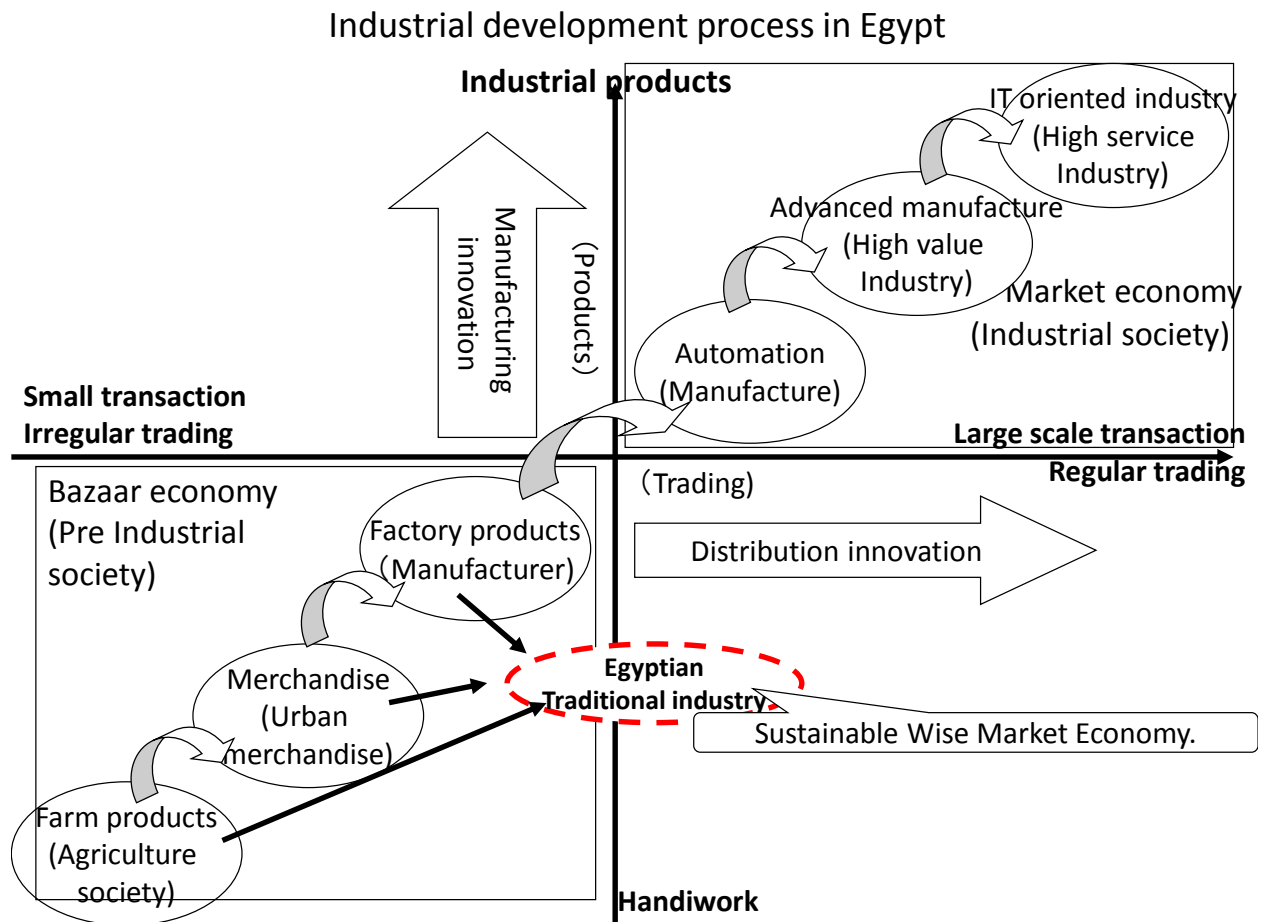 Industrial development process in Egypt
Industrial products
IT oriented industry
(High service
Industry)
Advanced manufacture
(High value
Industry)
Manufacturing
innovation
(Products)
Market economy
(Industrial society)
Automation
(Manufacture)
Small transaction
Irregular trading
Large scale transaction
Regular trading
(Trading)
Bazaar economy
(Pre Industrial
society)
Factory products
(Manufacturer)
Distribution innovation
Egyptian
Traditional industry
Merchandise
(Urban
merchandise)
Sustainable Wise Market Economy.
Farm products
(Agriculture
society)
Handiwork